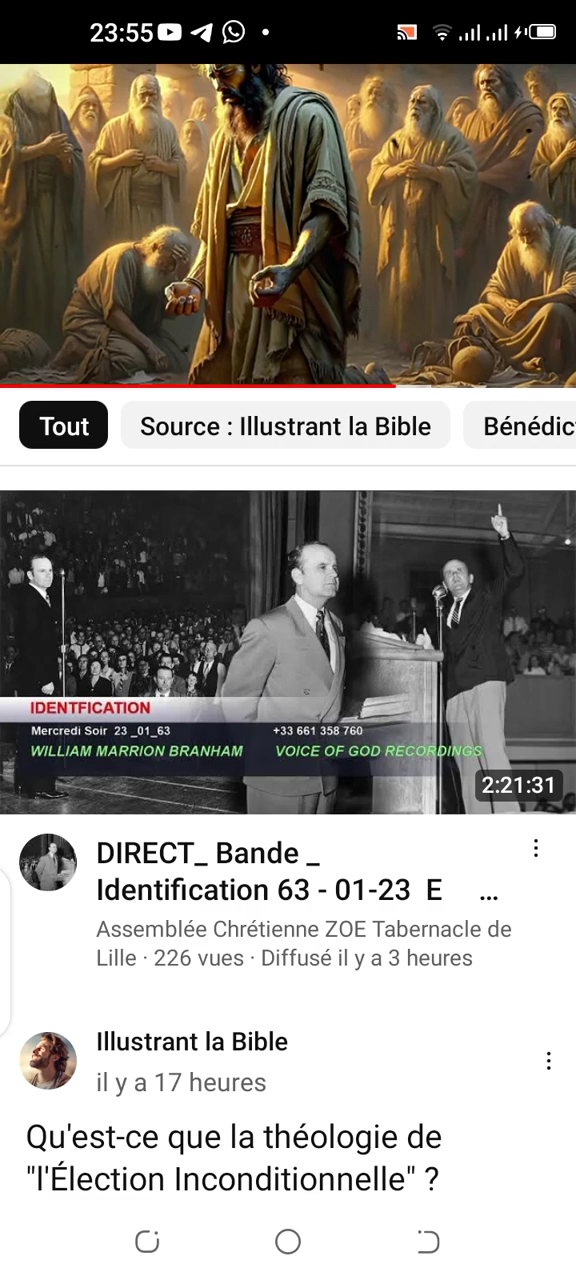 23:55
Tout
Source : Illustrant la Bible
Bénédic
IDENTFICATION
Mercredi Soir 23 _01_63
+33 661 358 760
WILLIAM MARRION BRANHAM
VOICE OF GOD RECORDINGS
2:21:31
DIRECT_ Bande _
Identification 63 - 01-23 E ...
Assemblée Chrétienne ZOE Tabernacle de
Lille · 226 vues · Diffusé il y a 3 heures
Illustrant la Bible
il y a 17 heures
Qu'est-ce que la théologie de
"l'Élection Inconditionnelle" ?